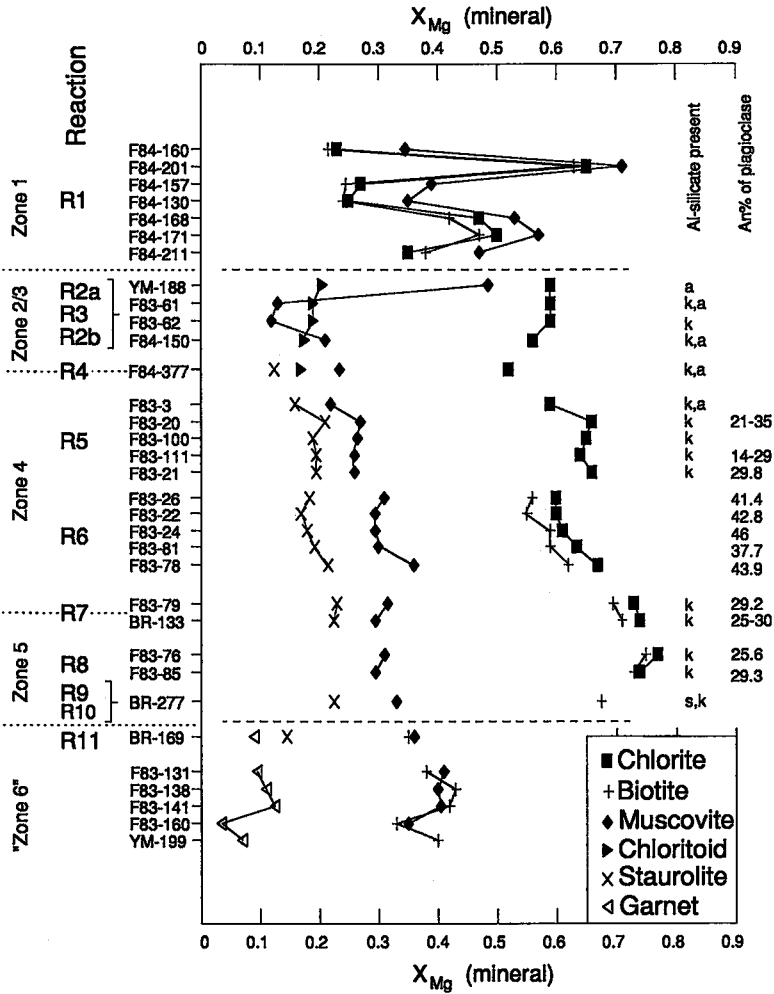 X Mg (mineral)
0 0.1 0.2 0.3 0.4 0.5 0.6 0.7 0.8 0.9
Reaction
Al-silicate present
An% of plagioclase
Zone 1
R1
F84-160
F84-201
F84-157
F84-130
F84-168
F84-171
F84-211
Zone 2/3
R2a
R3
R2b
YM-188 a
F83-61 k,a
F83-62 k
F84-150 k,a
R4 F84-377 k,a
Zone 4
R5
F83-3 k,a
F83-20 k 21-35
F83-100 k
F83-111 k 14-29
F83-21 k 29.8
R6
F83-26 k 41.4
F83-22 k 42.8
F83-24 k 46
F83-81 k 37.7
F83-78 k 43.9
R7
F83-79 k 29.2
BR-133 k 25-30
Zone 5
R8
F83-76 k 25.6
F83-85 k 29.3
R9
R10
BR-277 s,k
R11 BR-169
"Zone 6"
F83-131
F83-138
F83-141
F83-160
YM-199
Chlorite
Biotite
Muscovite
Chloritoid
Staurolite
Garnet
0 0.1 0.2 0.3 0.4 0.5 0.6 0.7 0.8 0.9
X Mg (mineral)